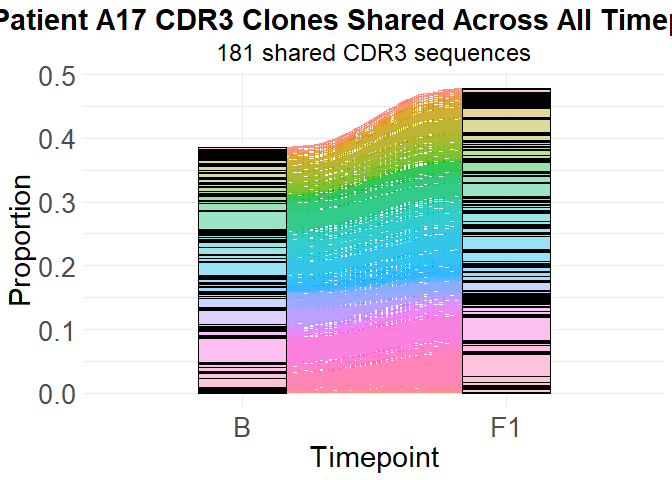 Patient A17 CDR3 Clones Shared Across All Timep
181 shared CDR3 sequences
0.5
0.4
0.3
0.2
0.1
0.0
Proportion
B F1
Timepoint